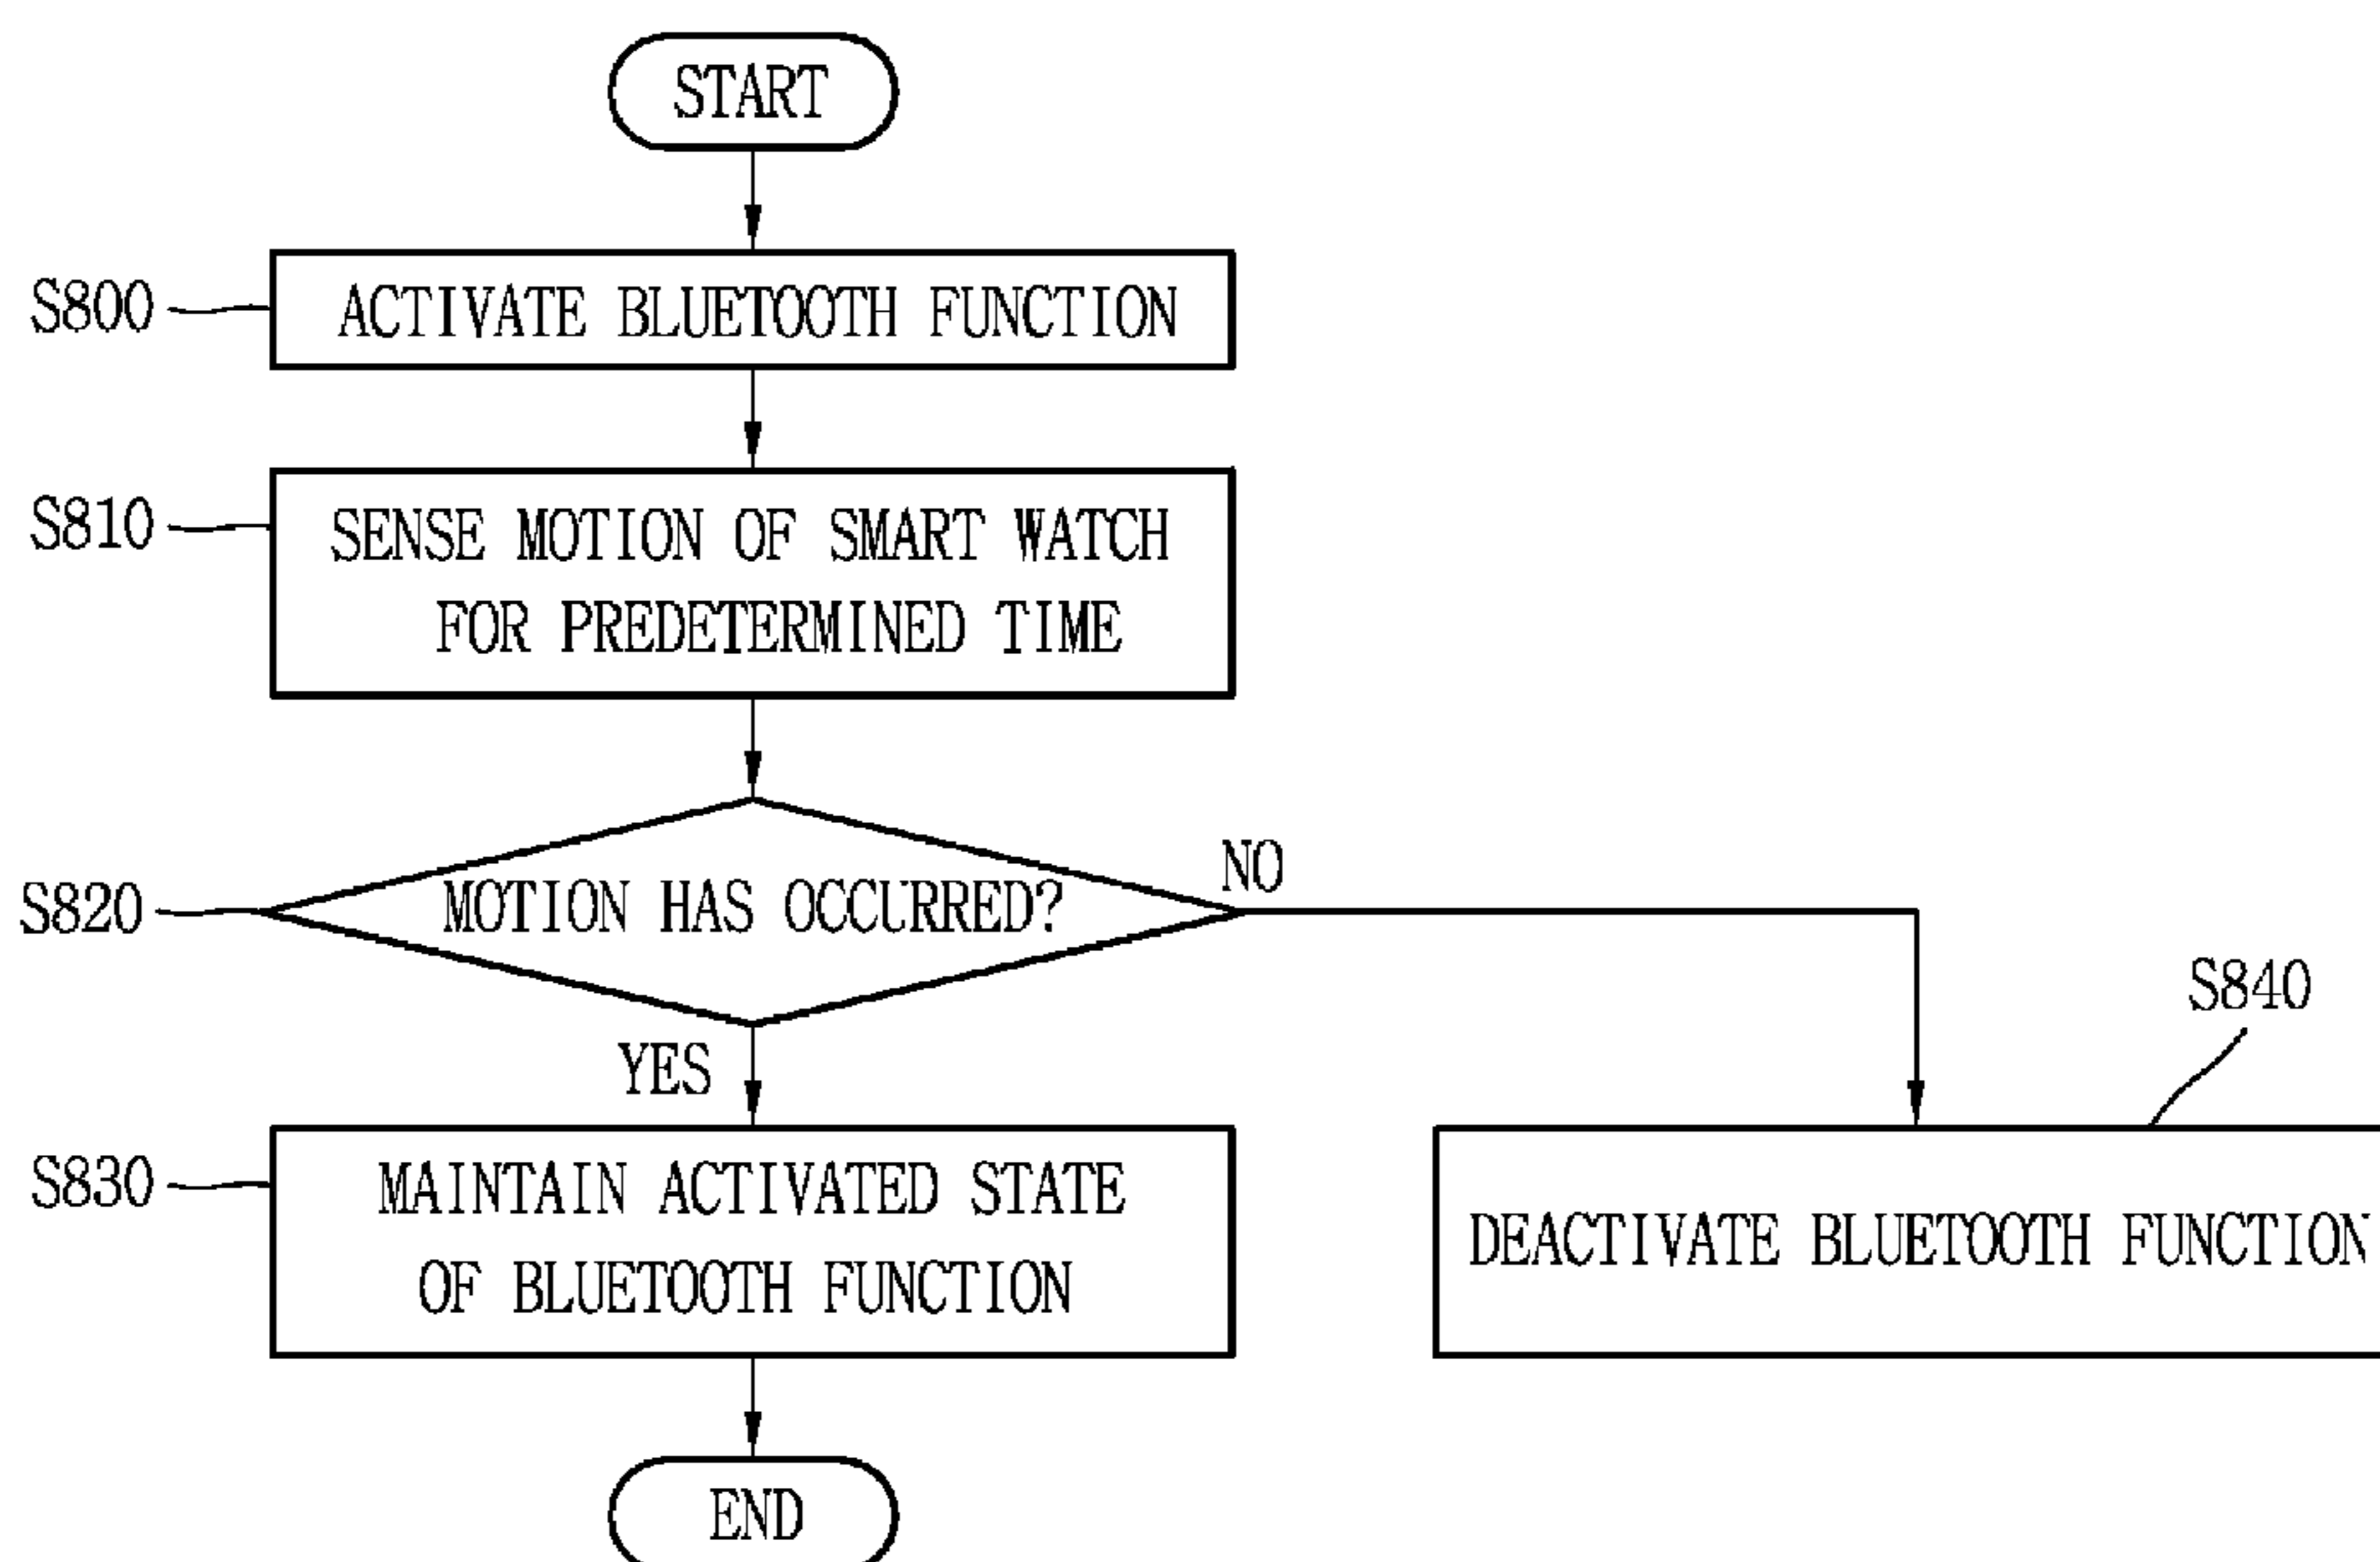 START
S800
ACTIVATE BLUETOOTH FUNCTION
S810
SENSE MOTION OF SMART WATCH
FOR PREDETERMINED TIME
S820
MOTION HAS OCCURRED?
NO
YES
S840
S830
MAINTAIN ACTIVATED STATE
OF BLUETOOTH FUNCTION
DEACTIVATE BLUETOOTH FUNCTION
END